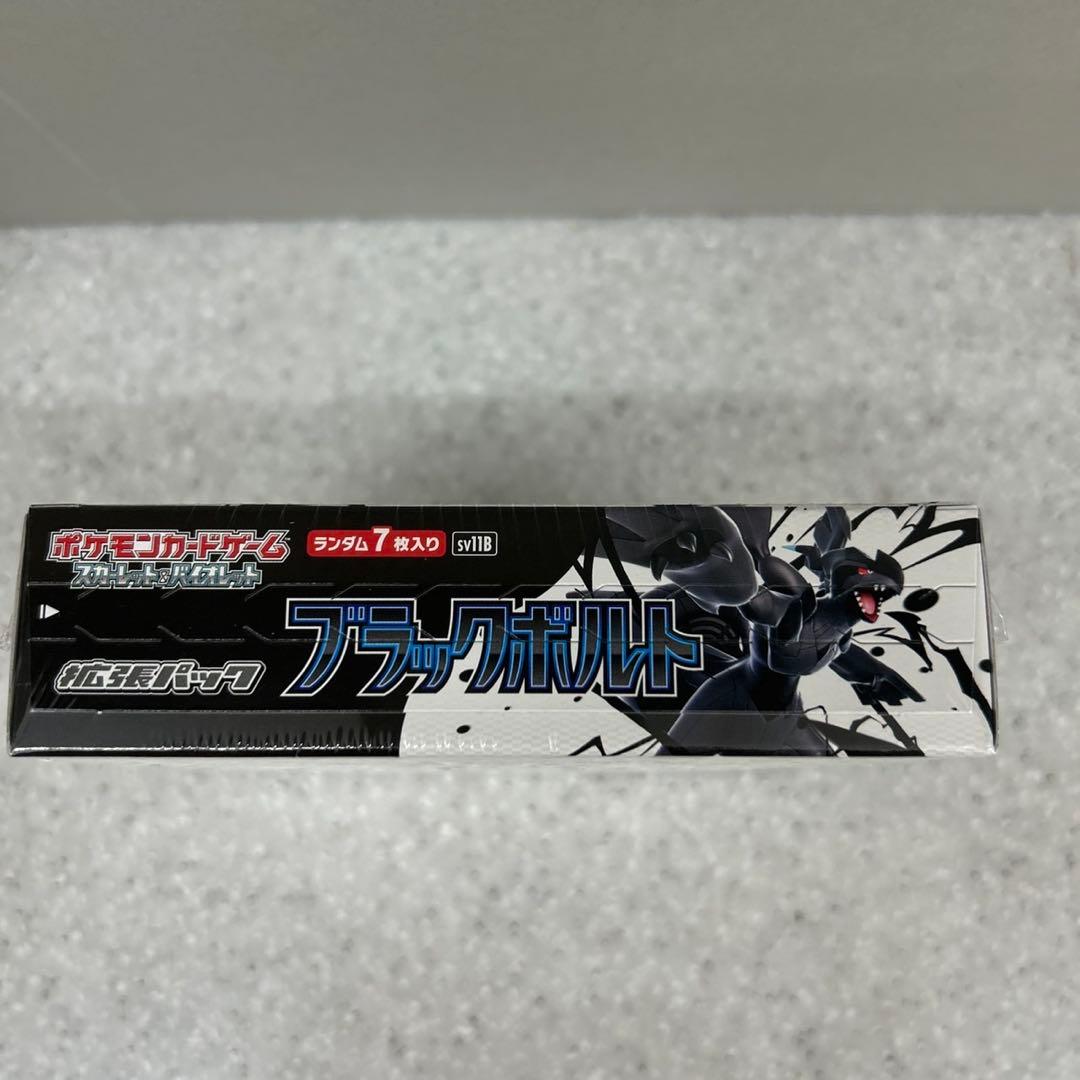 ポケモンカードゲーム
スカーレット&バイオレット
ランダム7枚入り
SV11B
拡張パック
ブラックボルト